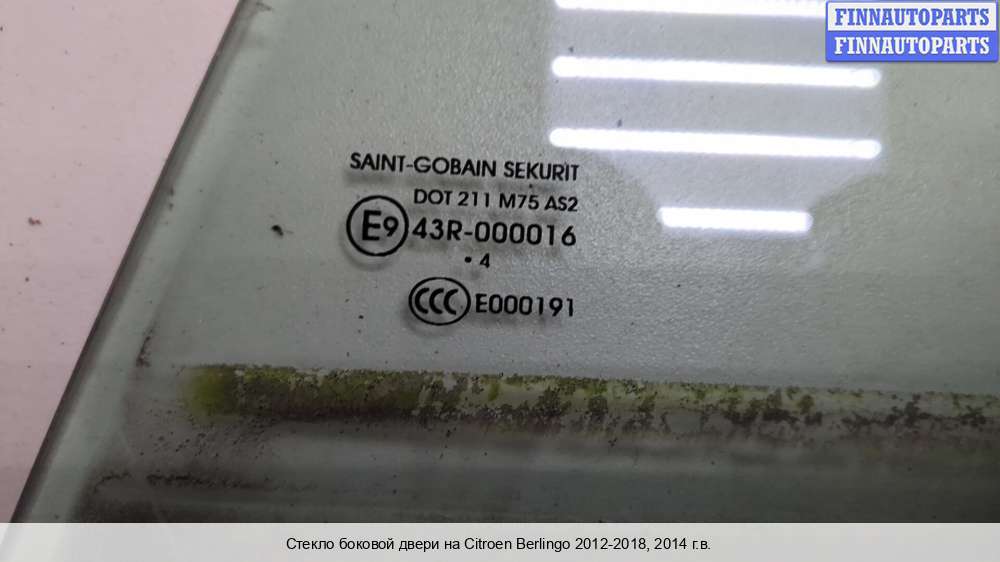 FINNAUTOPARTS
FINNAUTOPARTS
SAINT-GOBAIN SEKURIT
DOT 211 M75 AS2
E9 43R-000016
• 4
CCC E000191
Стекло боковой двери на Citroen Berlingo 2012-2018, 2014 г.в.